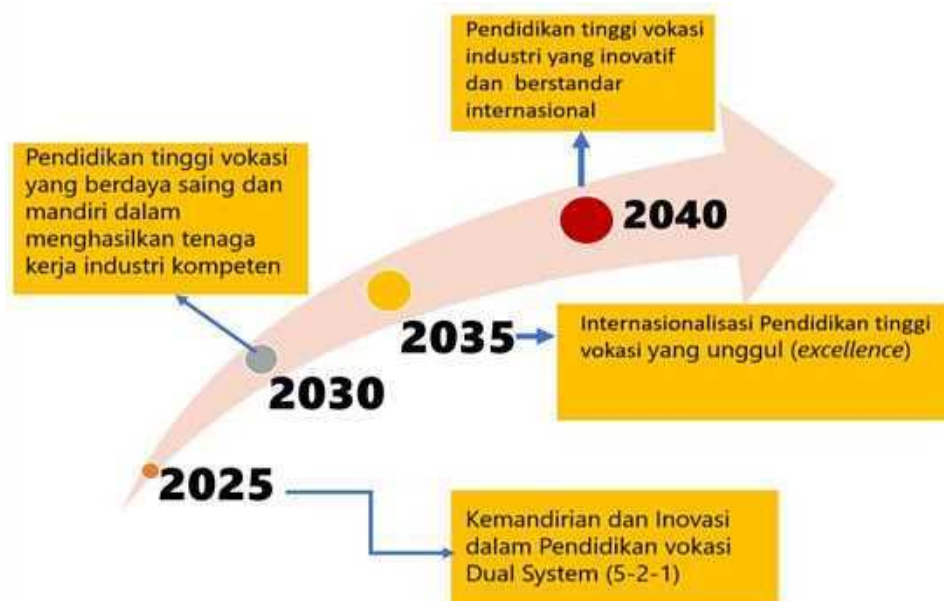 Pendidikan tinggi vokasi
industri yang inovatif
dan berstandar
internasional
Pendidikan tinggi vokasi
yang berdaya saing dan
mandiri dalam
menghasilkan tenaga
kerja industri kompeten
2040
2035
Internasionalisasi Pendidikan tinggi
vokasi yang unggul (excellence)
2030
2025
Kemandirian dan Inovasi
dalam Pendidikan vokasi
Dual System (5-2-1)